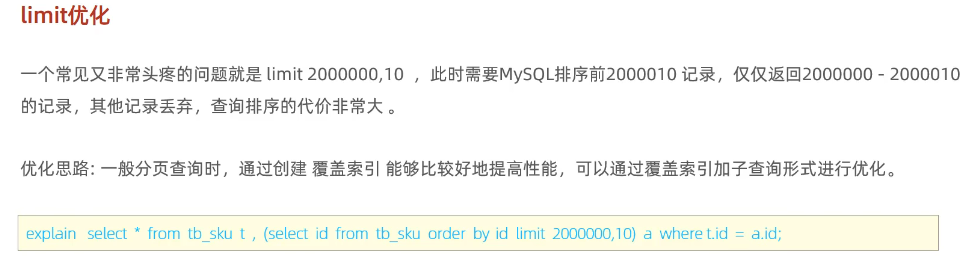 limit优化
一个常见又非常头疼的问题就是 limit 2000000,10 ，此时需要MySQL排序前2000010 记录，仅仅返回2000000 - 2000010
的记录，其他记录丢弃，查询排序的代价非常大 。
优化思路: 一般分页查询时，通过创建 覆盖索引 能够比较好地提高性能，可以通过覆盖索引加子查询形式进行优化。
explain select * from tb_sku t , (select id from tb_sku order by id limit 2000000,10) a where t.id = a.id;